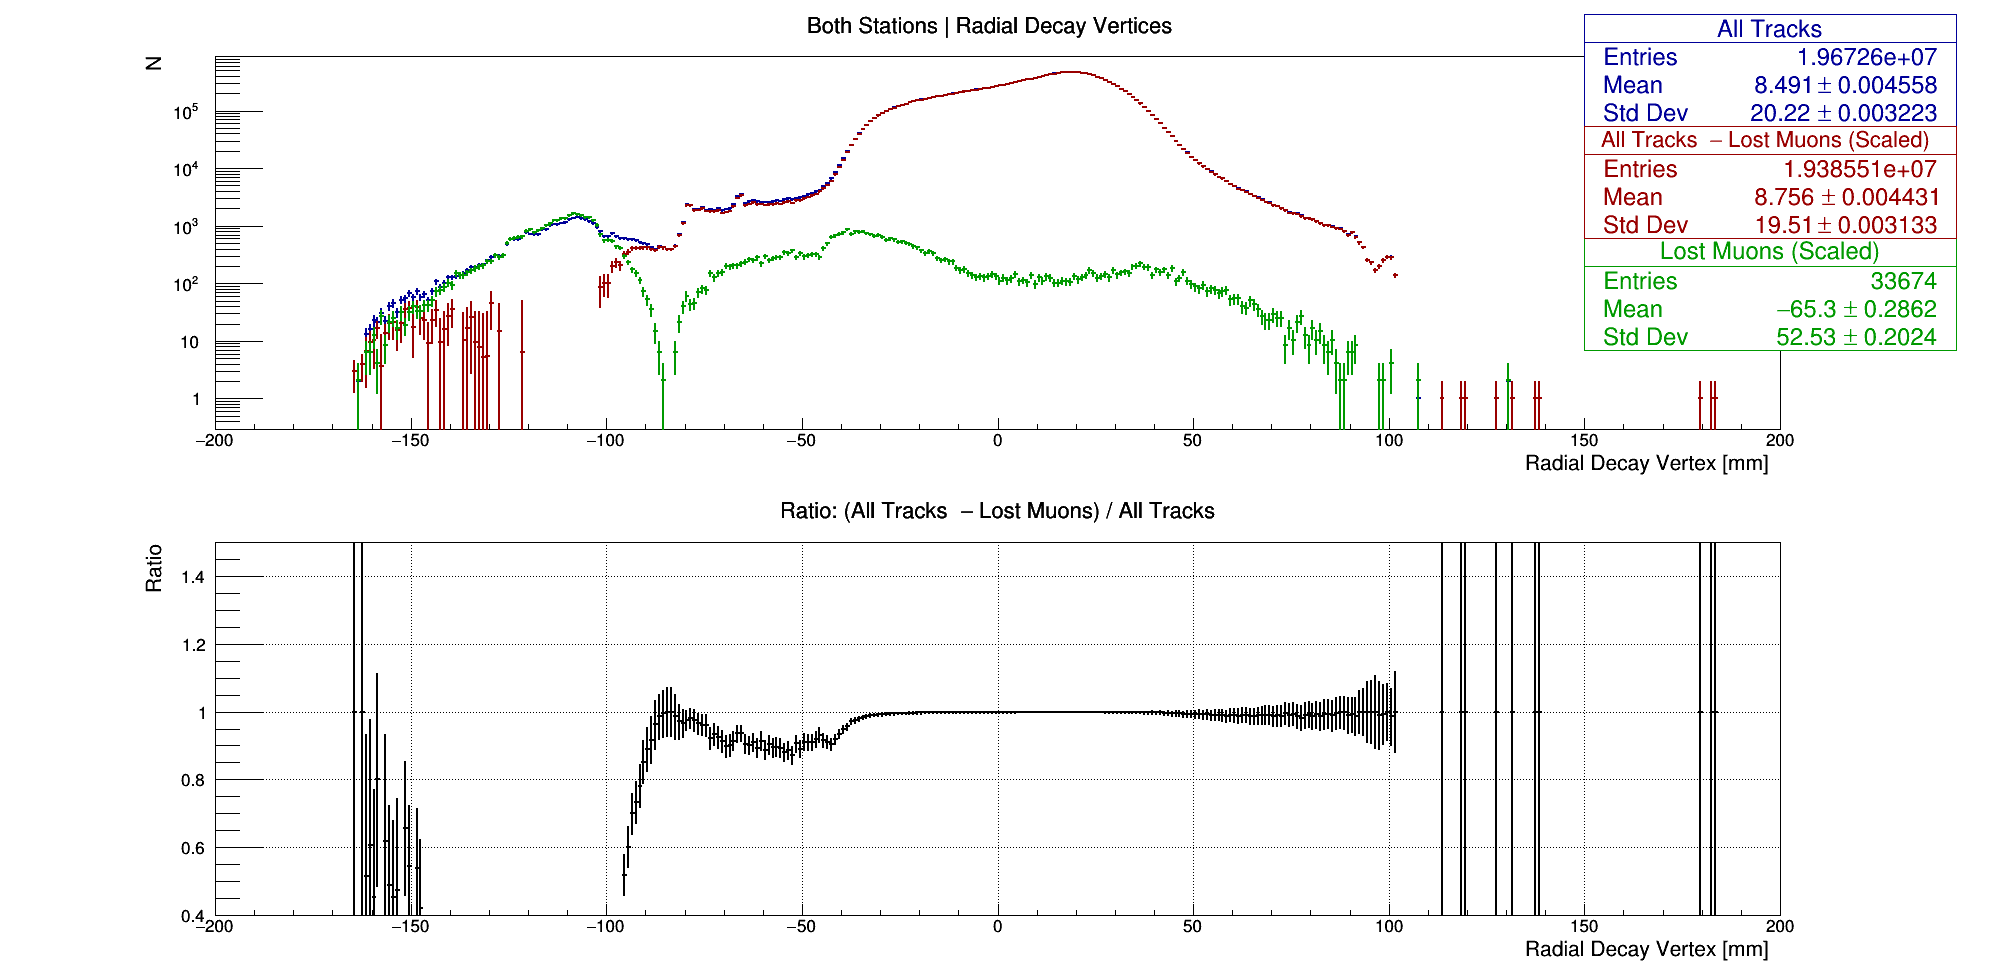 Both Stations | Radial Decay Vertices
N
10^5
10^4
10^3
10^2
10
1
−200 −150 −100 −50 0 50 100 150 200
Radial Decay Vertex [mm]
All Tracks
Entries 1.96726e+07
Mean 8.491 ± 0.004558
Std Dev 20.22 ± 0.003223
All Tracks − Lost Muons (Scaled)
Entries 1.938551e+07
Mean 8.756 ± 0.004431
Std Dev 19.51 ± 0.003133
Lost Muons (Scaled)
Entries 33674
Mean −65.3 ± 0.2862
Std Dev 52.53 ± 0.2024
Ratio: (All Tracks − Lost Muons) / All Tracks
Ratio
1.4
1.2
1
0.8
0.6
0.4
−200 −150 −100 −50 0 50 100 150 200
Radial Decay Vertex [mm]